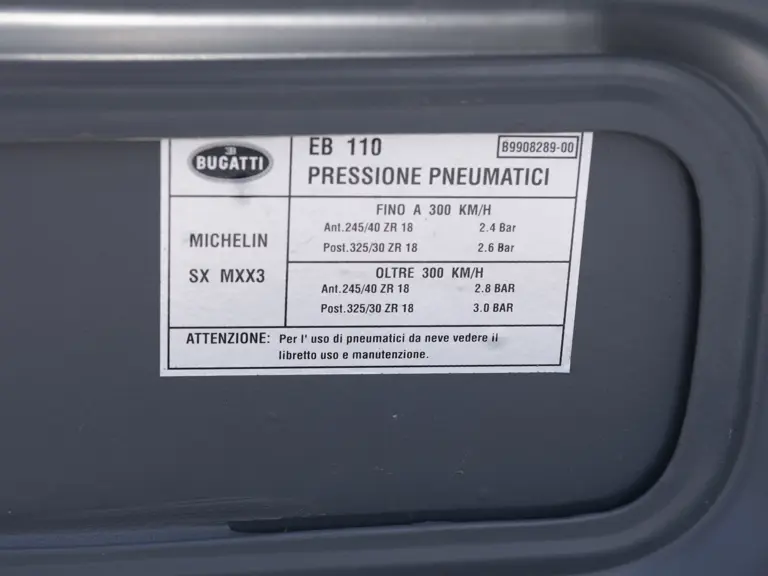 EB
BUGATTI
EB 110
B9908289-00
PRESSIONE PNEUMATICI
MICHELIN
SX MXX3
FINO A 300 KM/H
Ant.245/40 ZR 18 2.4 Bar
Post.325/30 ZR 18 2.6 Bar
OLTRE 300 KM/H
Ant.245/40 ZR 18 2.8 BAR
Post.325/30 ZR 18 3.0 BAR
ATTENZIONE: Per l' uso di pneumatici da neve vedere il
libretto uso e manutenzione.